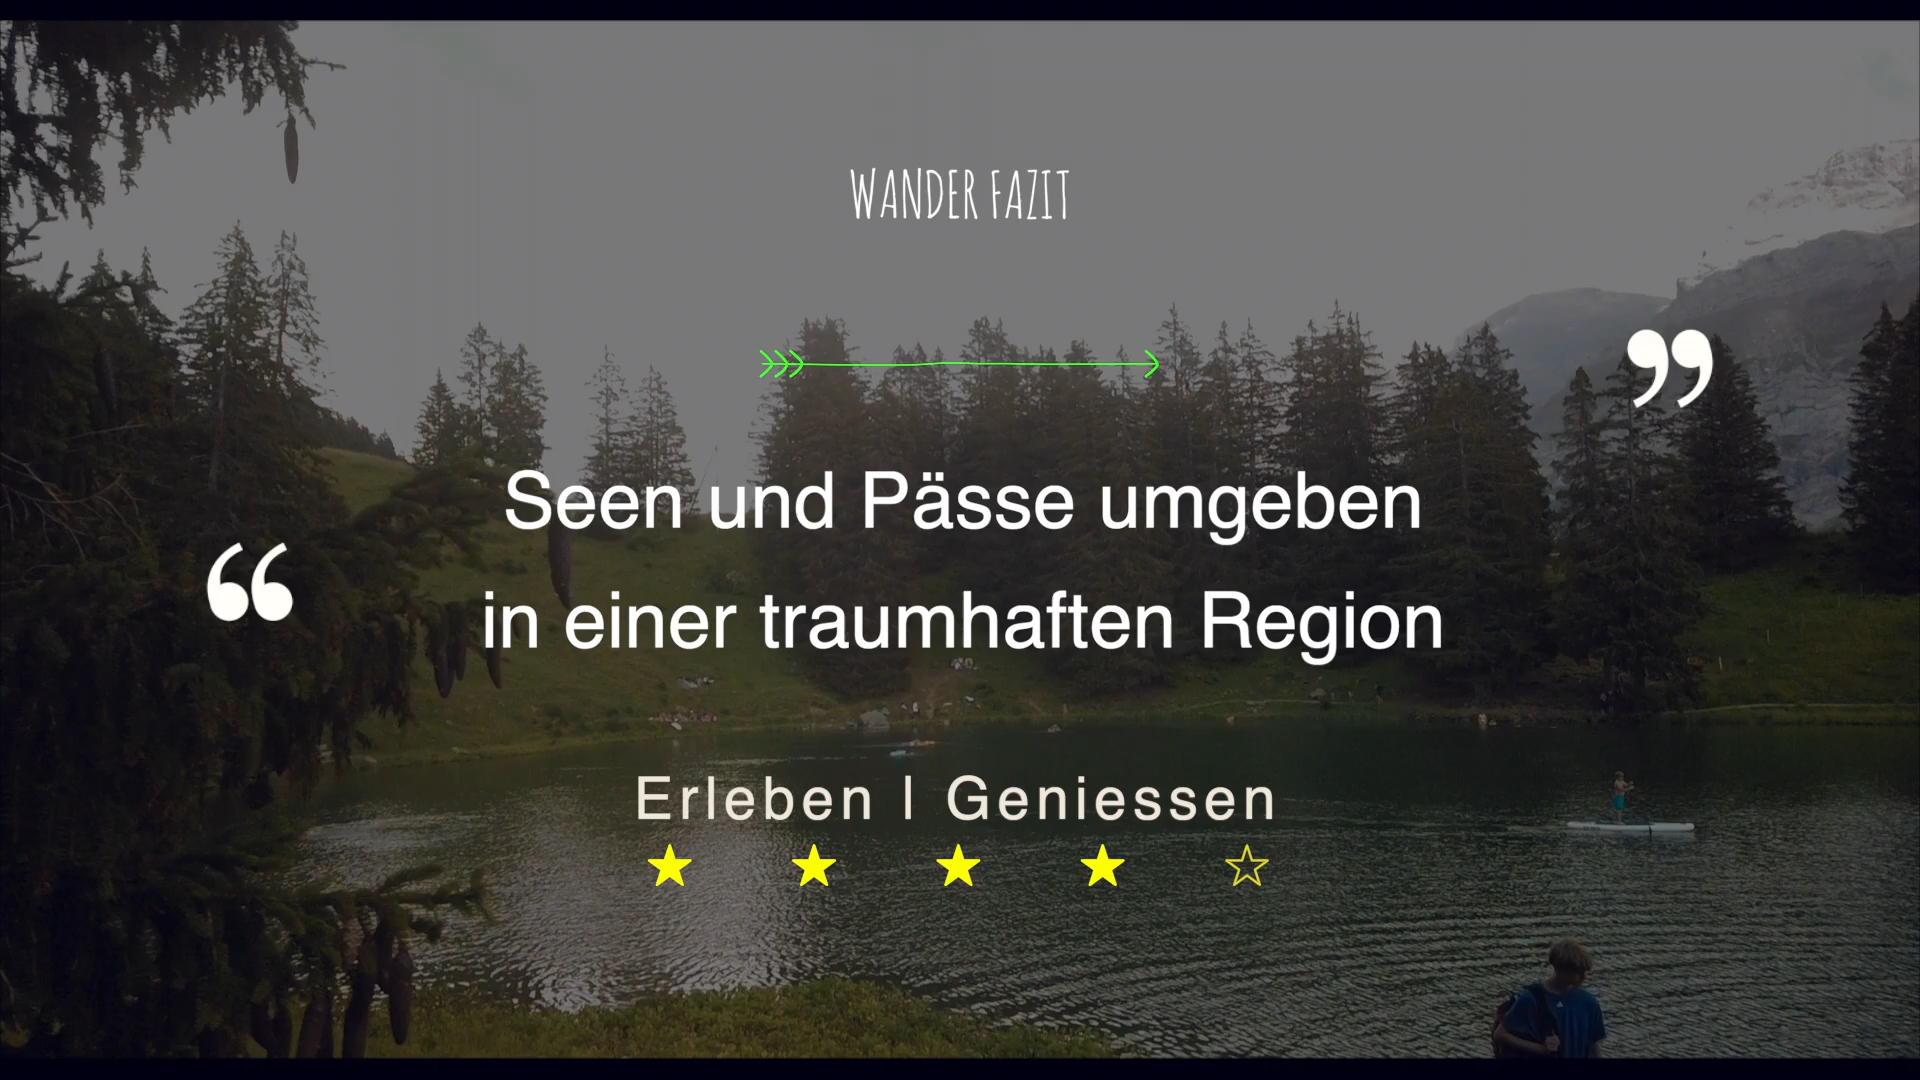 WANDER FAZIT
”
Seen und Pässe umgeben
“
in einer traumhaften Region
Erleben | Geniessen
★ ★ ★ ★ ☆